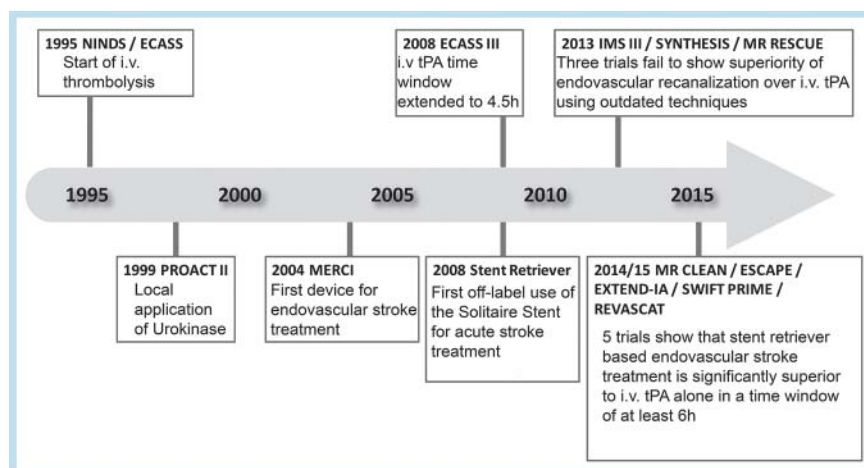 1995 NINDS / ECASS
Start of i.v.
thrombolysis
2008 ECASS III
i.v tPA time
window
extended to 4.5h
2013 IMS III / SYNTHESIS / MR RESCUE
Three trials fail to show superiority of
endovascular recanalization over i.v. tPA
using outdated techniques
1995 2000 2005 2010 2015
1999 PROACT II
Local
application
of Urokinase
2004 MERCI
First device for
endovascular stroke
treatment
2008 Stent Retriever
First off-label use of
the Solitaire Stent
for acute stroke
treatment
2014/15 MR CLEAN / ESCAPE /
EXTEND-IA / SWIFT PRIME /
REVASCAT
5 trials show that stent retriever
based endovascular stroke
treatment is significantly superior
to i.v. tPA alone in a time window
of at least 6h